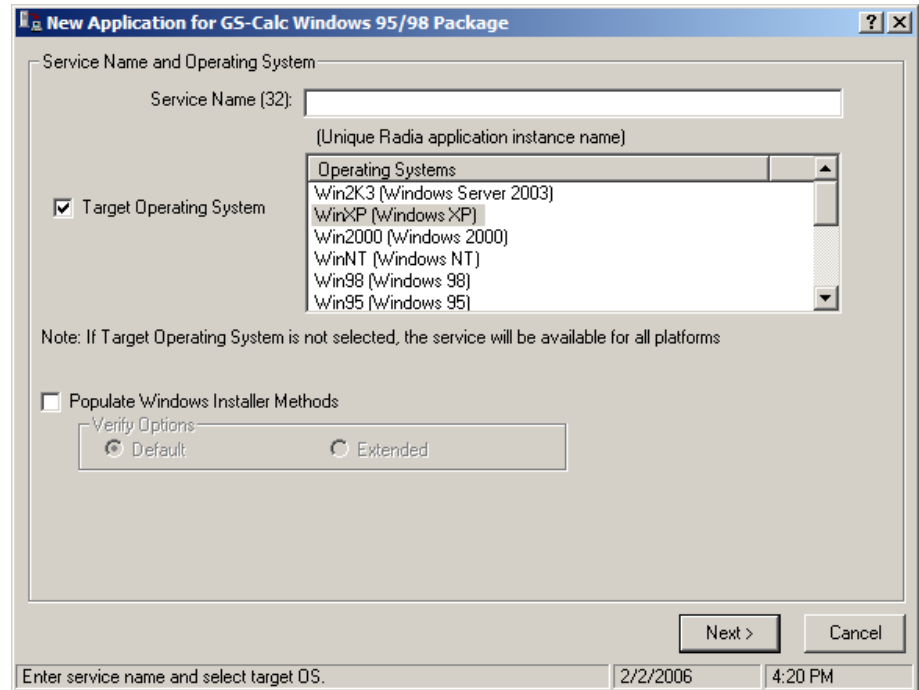 New Application for GS-Calc Windows 95/98 Package
Service Name and Operating System
Service Name (32):
(Unique Radia application instance name)
Operating Systems
Target Operating System
Win2K3 (Windows Server 2003)
WinXP (Windows XP)
Win2000 (Windows 2000)
WinNT (Windows NT)
Win98 (Windows 98)
Win95 (Windows 95)
Note: If Target Operating System is not selected, the service will be available for all platforms
Populate Windows Installer Methods
Verify Options
Default Extended
Next > Cancel
Enter service name and select target OS. 2/2/2006 4:20 PM